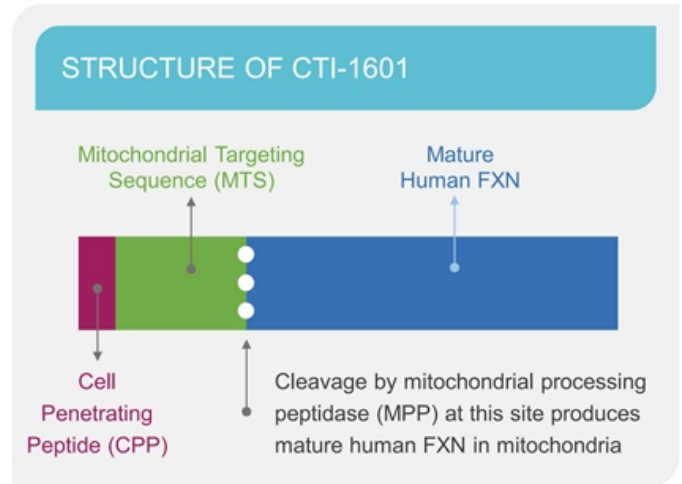 STRUCTURE OF CTI-1601
Mitochondrial Targeting
Sequence (MTS)
Mature
Human FXN
Cell
Penetrating
Peptide (CPP)
Cleavage by mitochondrial processing
peptidase (MPP) at this site produces
mature human FXN in mitochondria